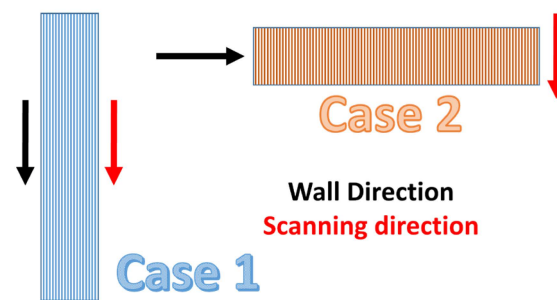 Case 2
Wall Direction
Scanning direction
Case 1